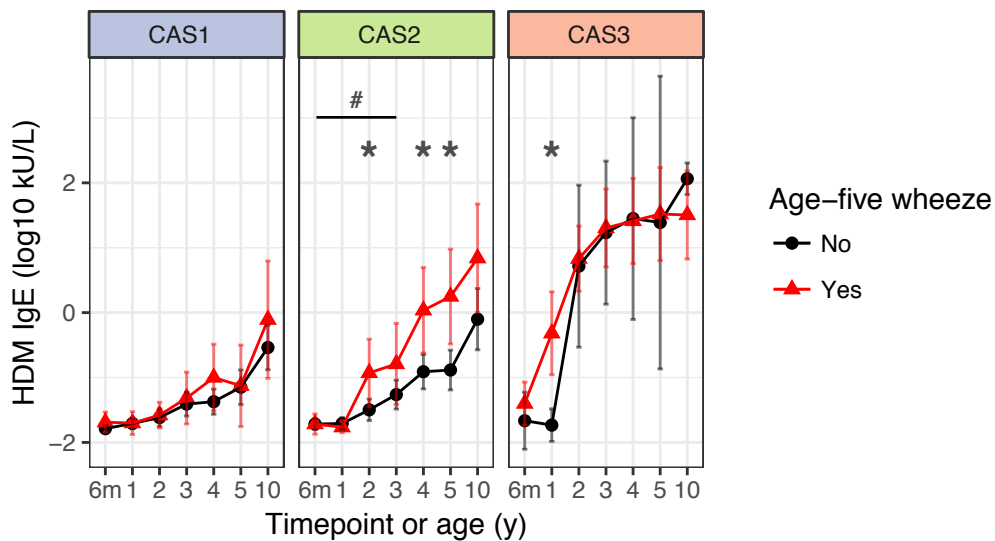 CAS1 CAS2 CAS3
#
* * * *
HDM IgE (log10 kU/L)
2
0
−2
6m 1 2 3 4 5 10 6m 1 2 3 4 5 10 6m 1 2 3 4 5 10
Timepoint or age (y)
Age−five wheeze
No
Yes